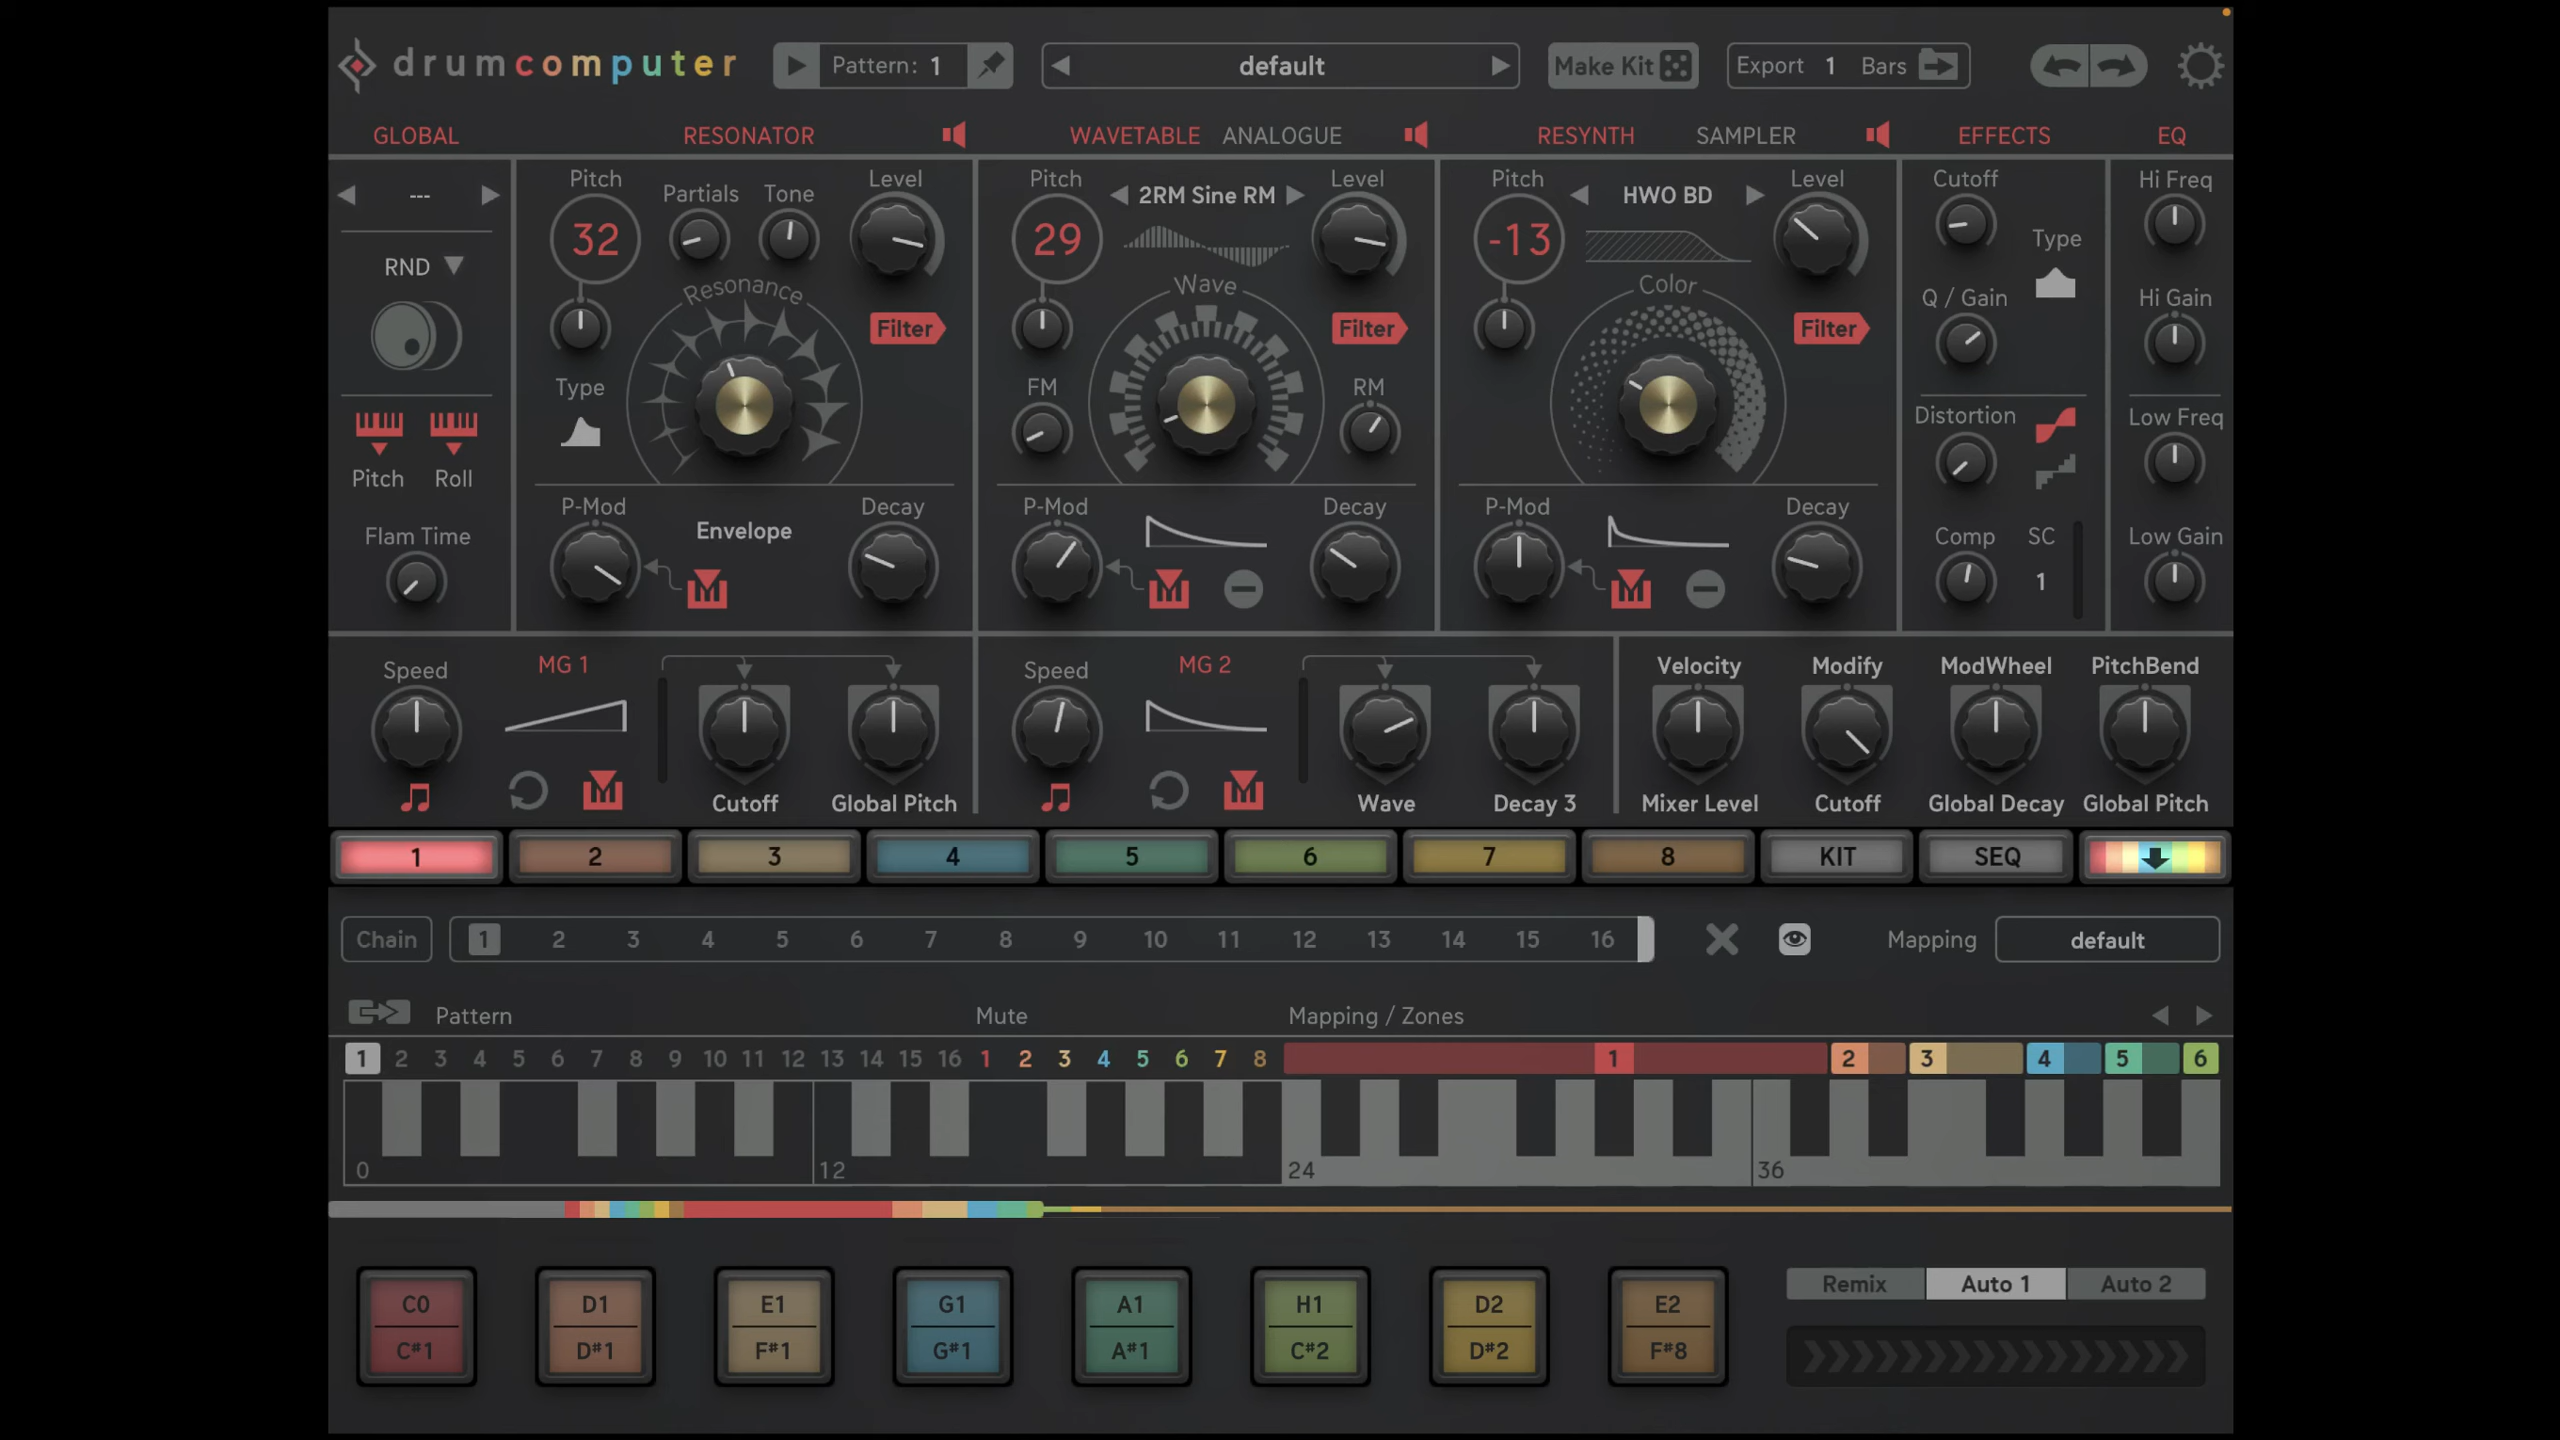 drumcomputer Pattern: 1 default Make Kit Export 1 Bars
GLOBAL RESONATOR WAVETABLE ANALOGUE RESYNTH SAMPLER EFFECTS EQ
Pitch Partials Tone Level Pitch 2RM Sine RM Level Pitch HWO BD Level Cutoff Hi Freq
---
32 29 -13 Type
RND
Resonance Wave Color Q / Gain Hi Gain
Filter Filter Filter
Type FM RM
Distortion Low Freq
Pitch Roll
P-Mod Decay P-Mod Decay P-Mod Decay
Flam Time Envelope Comp SC Low Gain
1
M M M
Speed MG 1 Speed MG 2 Velocity Modify ModWheel PitchBend
M M
Cutoff Global Pitch Wave Decay 3 Mixer Level Cutoff Global Decay Global Pitch
1 2 3 4 5 6 7 8 KIT SEQ
Chain 1 2 3 4 5 6 7 8 9 10 11 12 13 14 15 16 Mapping default
Pattern Mute Mapping / Zones
1 2 3 4 5 6 7 8 9 10 11 12 13 14 15 16 1 2 3 4 5 6 7 8 1 2 3 4 5 6
0 12 24 36
C0 D1 E1 G1 A1 H1 D2 E2 Remix Auto 1 Auto 2
C#1 D#1 F#1 G#1 A#1 C#2 D#2 F#8